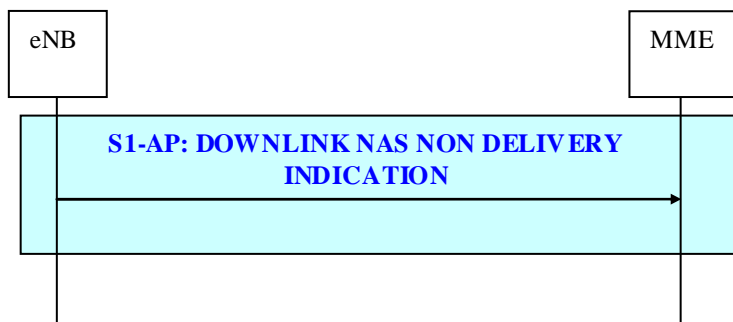 eNB
MME
S1-AP: DOWNLINK NAS NON DELIVERY
INDICATION